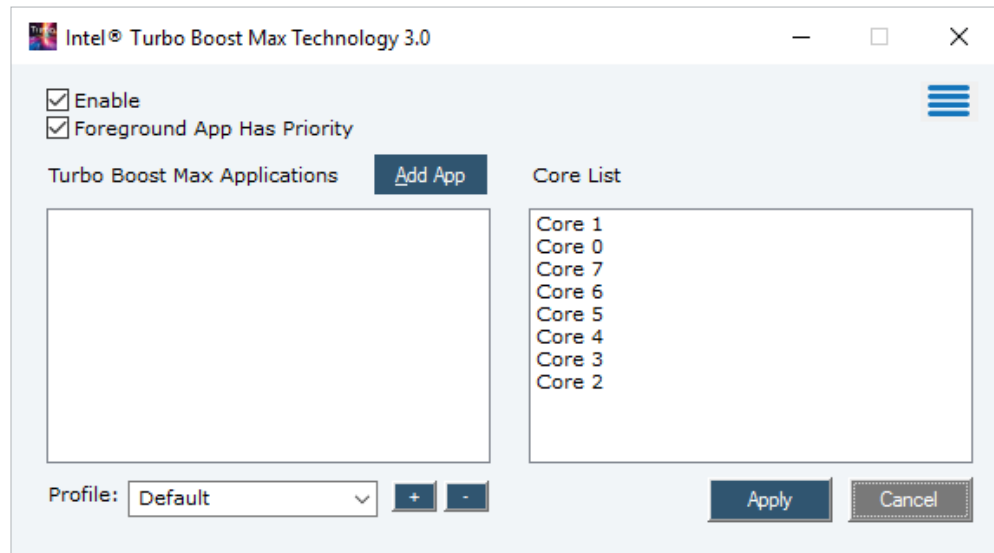 Intel® Turbo Boost Max Technology 3.0
Enable
Foreground App Has Priority
Turbo Boost Max Applications
Add App
Core List
Core 1
Core 0
Core 7
Core 6
Core 5
Core 4
Core 3
Core 2
Profile:
Default
+
-
Apply
Cancel